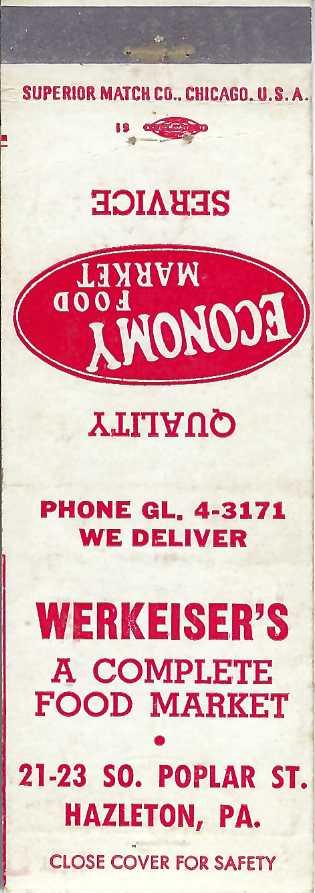 SUPERIOR MATCH CO., CHICAGO. U.S.A.
QUALITY
ECONOMY
FOOD
MARKET
SERVICE
PHONE GL. 4-3171
WE DELIVER
WERKEISER'S
A COMPLETE
FOOD MARKET
•
21-23 SO. POPLAR ST.
HAZLETON, PA.
CLOSE COVER FOR SAFETY